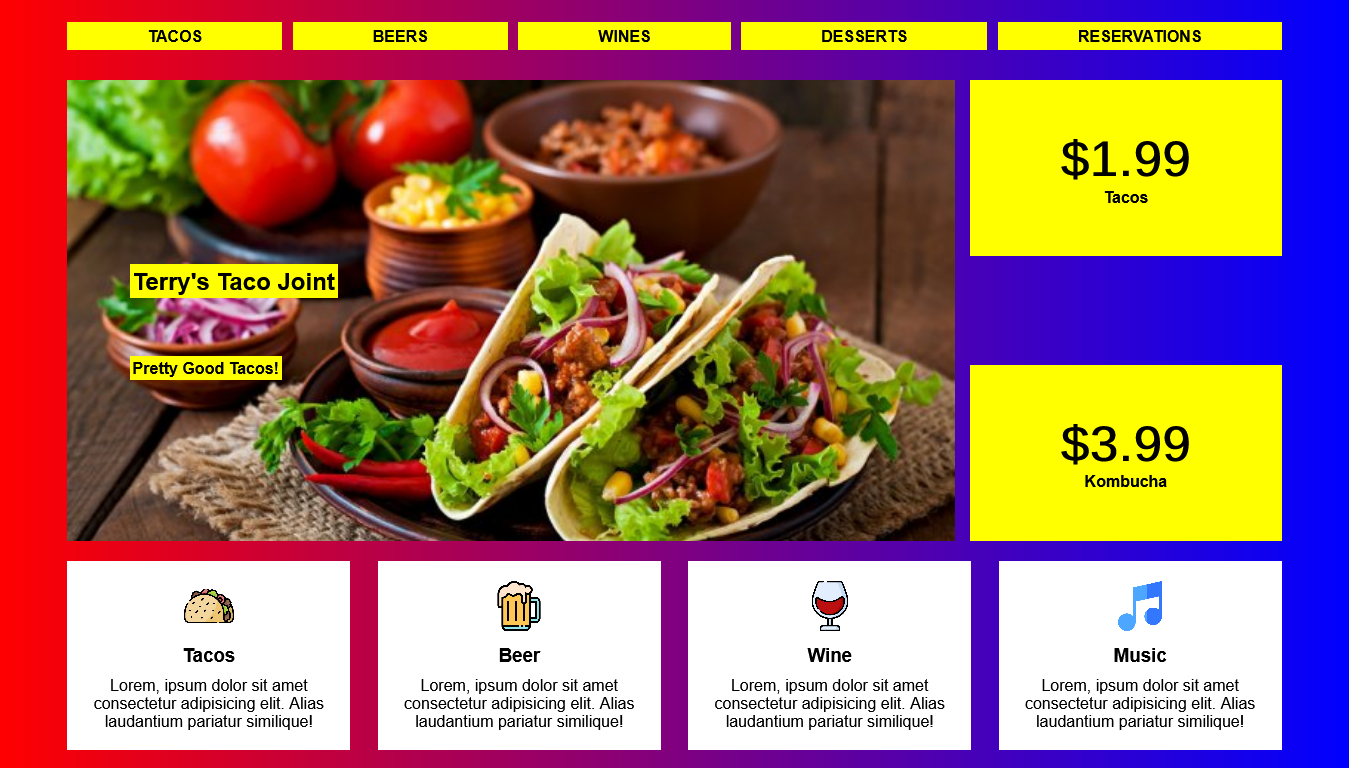 TACOS
BEERS
WINES
DESSERTS
RESERVATIONS
Terry's Taco Joint
Pretty Good Tacos!
$1.99
Tacos
$3.99
Kombucha
Tacos
Lorem, ipsum dolor sit amet
consectetur adipisicing elit. Alias
laudantium pariatur similique!
Beer
Lorem, ipsum dolor sit amet
consectetur adipisicing elit. Alias
laudantium pariatur similique!
Wine
Lorem, ipsum dolor sit amet
consectetur adipisicing elit. Alias
laudantium pariatur similique!
Music
Lorem, ipsum dolor sit amet
consectetur adipisicing elit. Alias
laudantium pariatur similique!